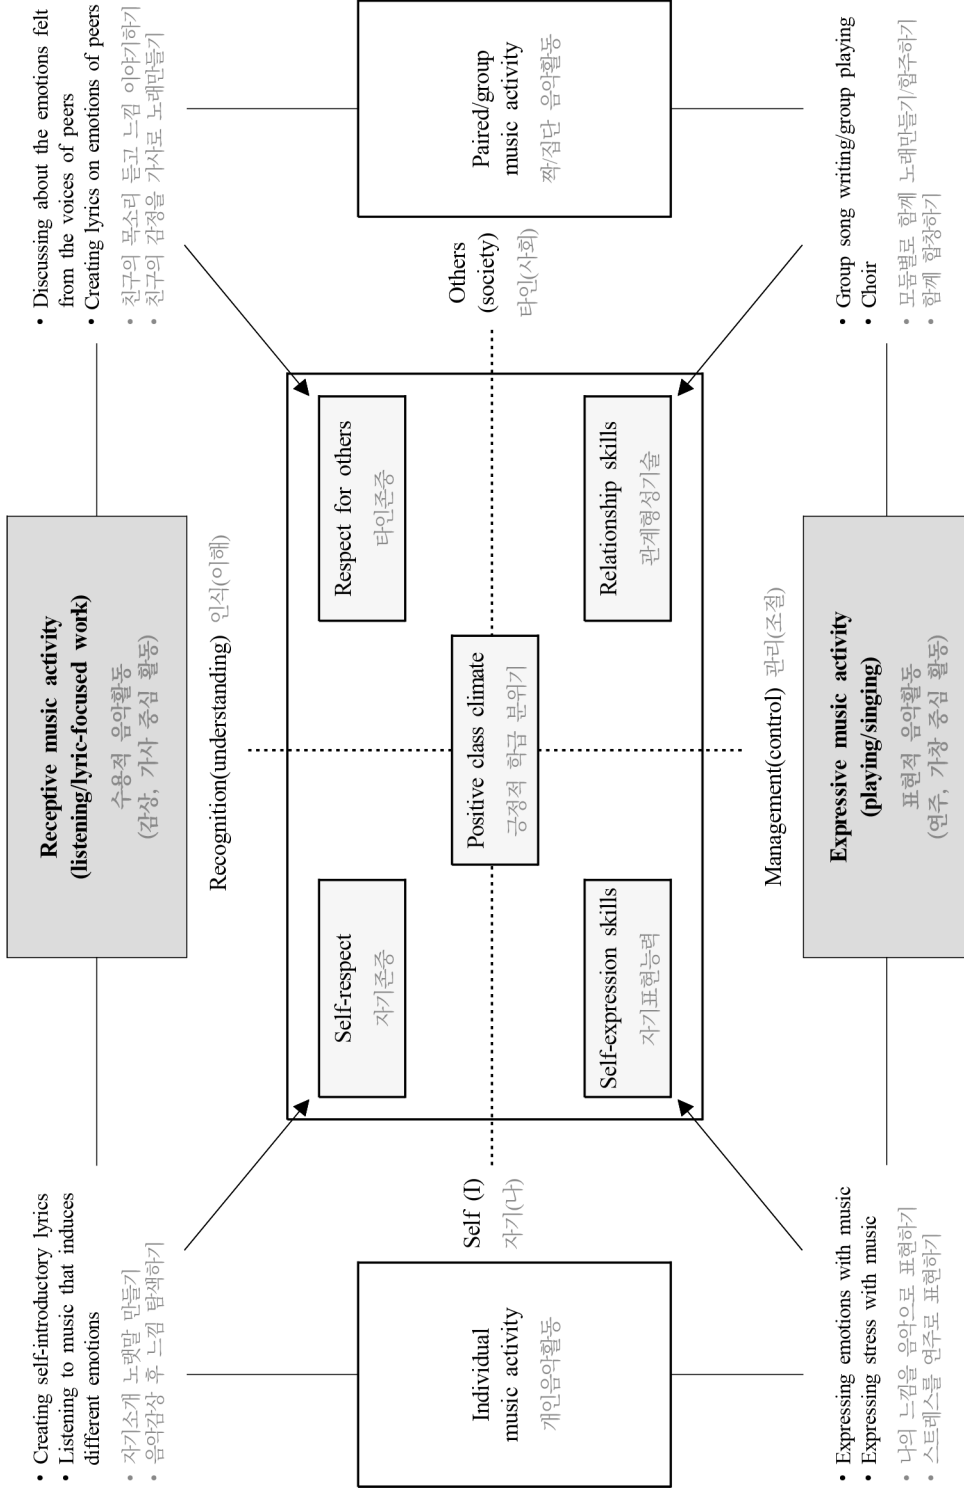 • Creating self-introductory lyrics
• Listening to music that induces
different emotions
• 자기소개 노랫말 만들기
• 음악감상 후 느낌 탐색하기
Receptive music activity
(listening/lyric-focused work)
수용적 음악활동
(감상, 가사 중심 활동)
• Discussing about the emotions felt
from the voices of peers
• Creating lyrics on emotions of peers
• 친구의 목소리 듣고 느낌 이야기하기
• 친구의 감정을 가사로 노래만들기
Recognition(understanding) 인식(이해)
Self-respect
자기존중
Respect for others
타인존중
Individual
music activity
개인음악활동
Self (I)
자기(나)
Positive class climate
긍정적 학급 분위기
Others
(society)
타인(사회)
Paired/group
music activity
짝/집단 음악활동
Self-expression skills
자기표현능력
Relationship skills
관계형성기술
Management(control) 관리(조절)
• Expressing emotions with music
• Expressing stress with music
• 나의 느낌을 음악으로 표현하기
• 스트레스를 연주로 표현하기
Expressive music activity
(playing/singing)
표현적 음악활동
(연주, 가창 중심 활동)
• Group song writing/group playing
• Choir
• 모둠별로 함께 노래만들기/합주하기
• 함께 합창하기